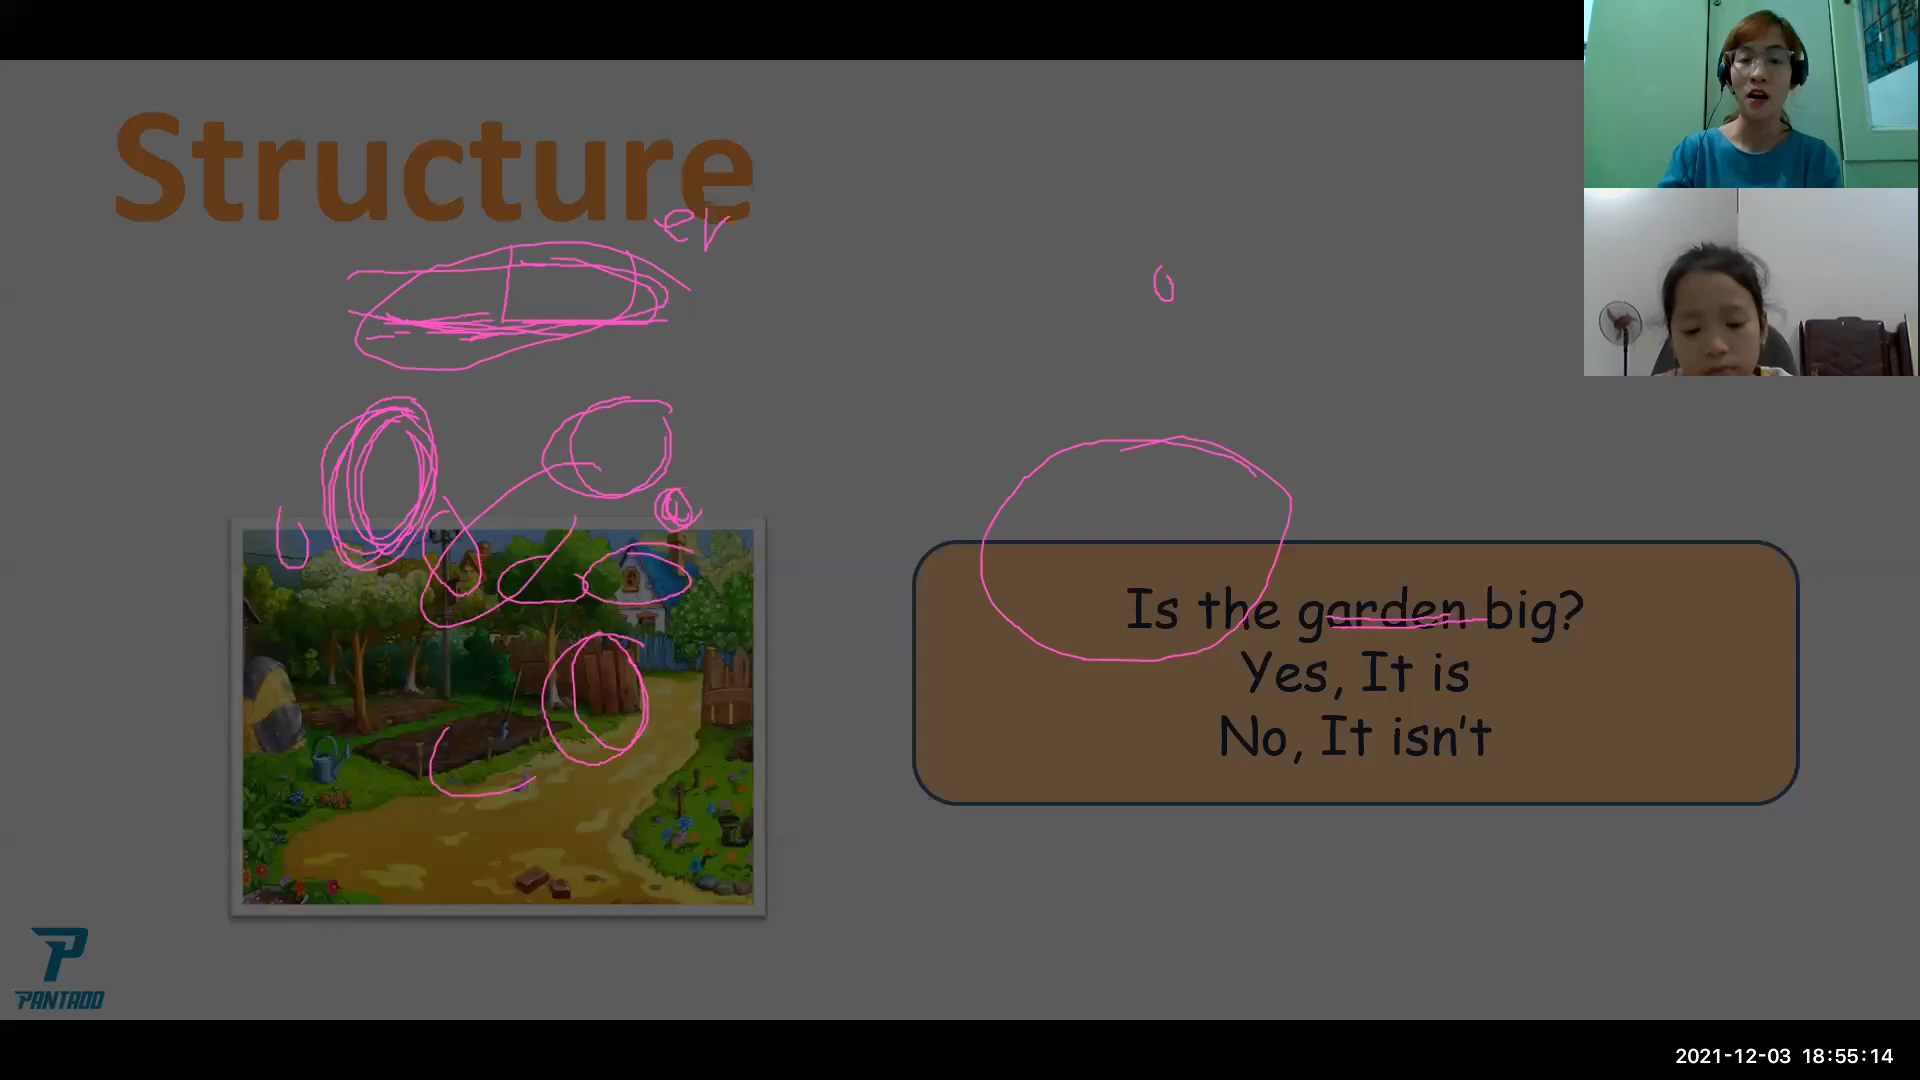 Structure
er
Is the garden big?
Yes, It is
No, It isn't
PANTADO
2021-12-03 18:55:14